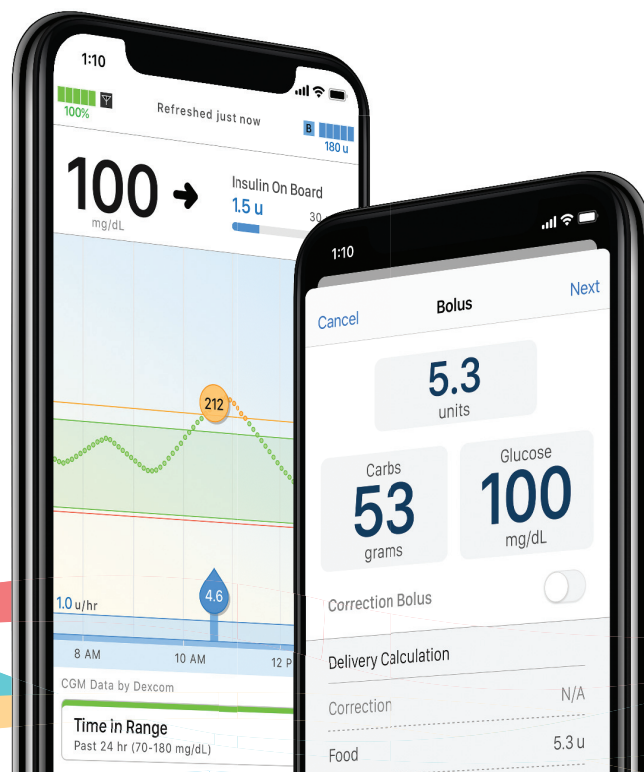 1:10
100%
Refreshed just now
B
180 u
100
mg/dL
Insulin On Board
1.5 u
30
212
4.6
1.0 u/hr
8 AM
10 AM
12 P
CGM Data by Dexcom
Time in Range
Past 24 hr (70-180 mg/dL)
1:10
Cancel
Bolus
Next
5.3
units
Carbs
53
grams
Glucose
100
mg/dL
Correction Bolus
Delivery Calculation
Correction
N/A
Food
5.3 u